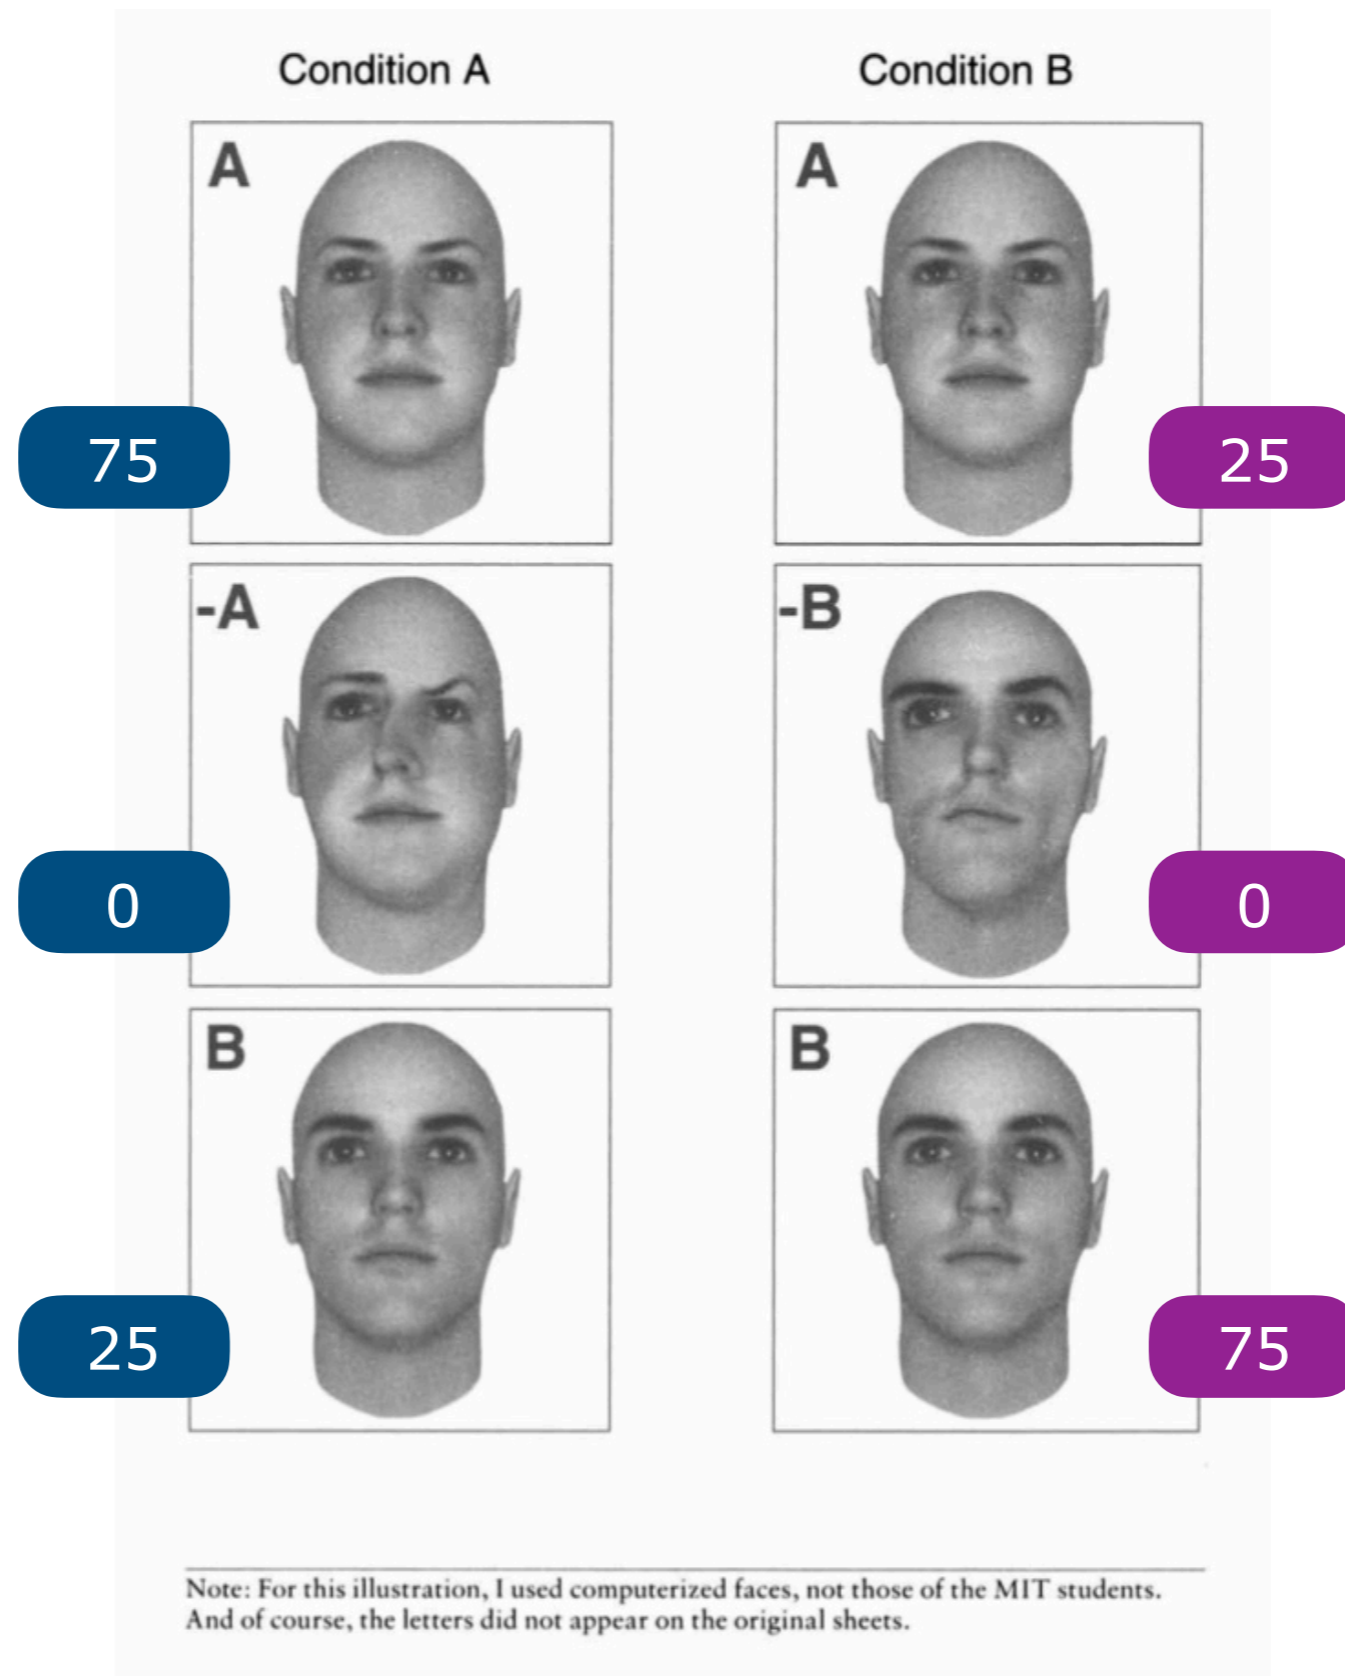 Condition A
Condition B
A
A
75
25
-A
-B
0
0
B
B
25
75
Note: For this illustration, I used computerized faces, not those of the MIT students.
And of course, the letters did not appear on the original sheets.